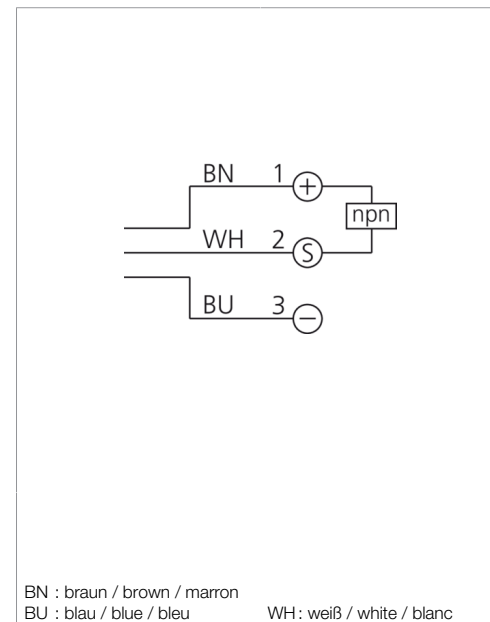 BN 1 +
npn
WH 2 S
BU 3 −
BN : braun / brown / marron
BU : blau / blue / bleu WH : weiß / white / blanc